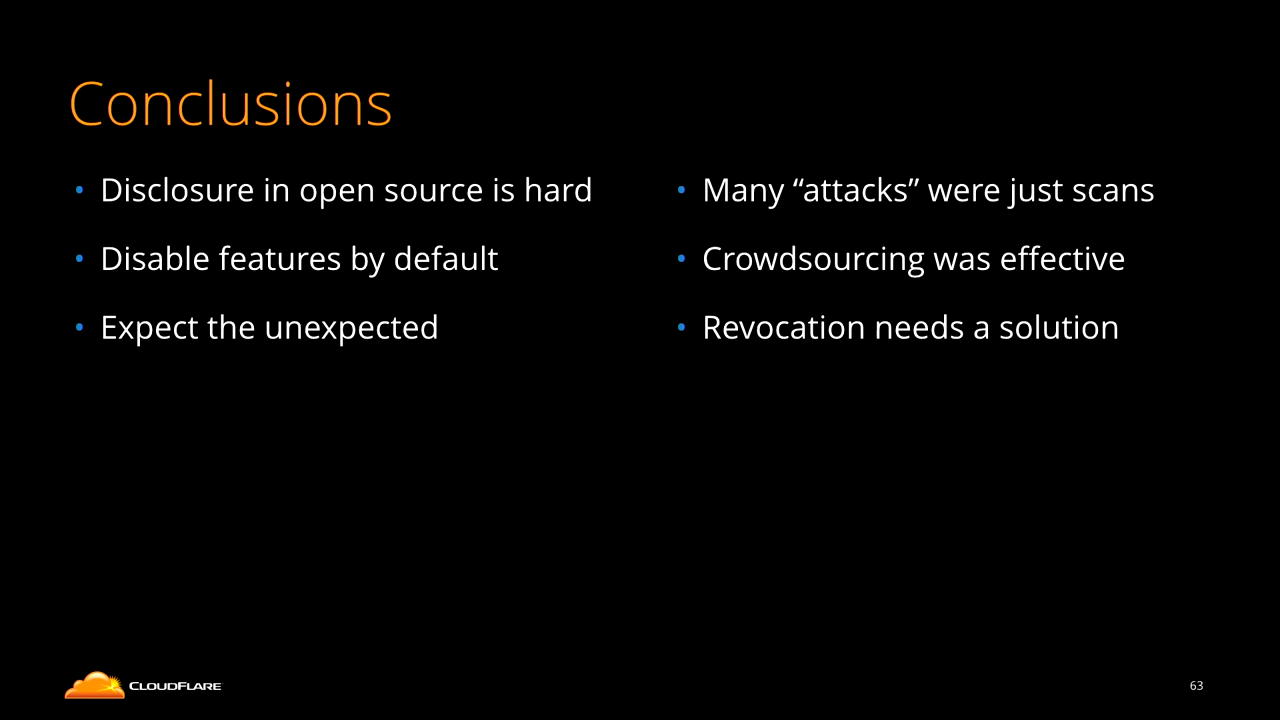 Conclusions
• Disclosure in open source is hard
• Disable features by default
• Expect the unexpected
• Many “attacks” were just scans
• Crowdsourcing was effective
• Revocation needs a solution
CLOUDFLARE
63